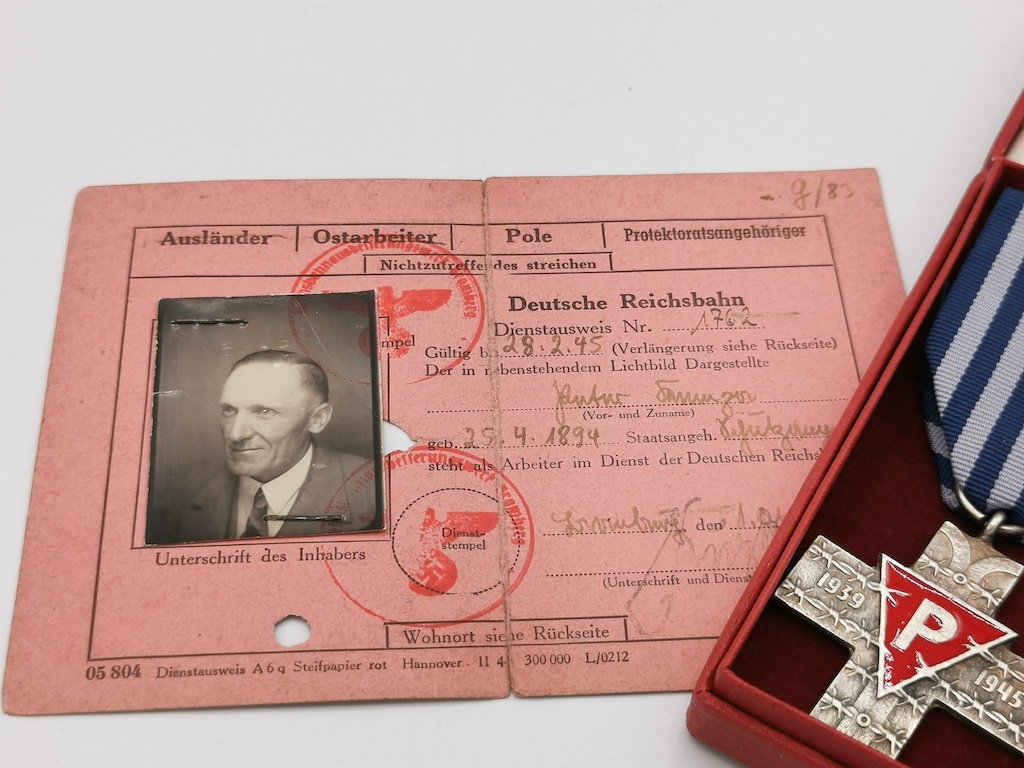 g/83
Ausländer Ostarbeiter Pole Protektoratsangehöriger
Nichtzutreffendes streichen
Deutsche Reichsbahn
Dienstausweis Nr. 1762
mpel
Gültig b 28.2.45 (Verlängerung siehe Rückseite)
Der in nebenstehendem Lichtbild Dargestellte
(Vor- und Zuname)
geb. 25.4.1894 Staatsangeh.
steht als Arbeiter im Dienst der Deutschen Reichs
Dienst-
stempel
den 1.
Unterschrift des Inhabers
(Unterschrift und Dienst
Wohnort siehe Rückseite
05 804 Dienstausweis A 6 q Steifpapier rot Hannover II 4 300 000 L/0212
1939
P
1945